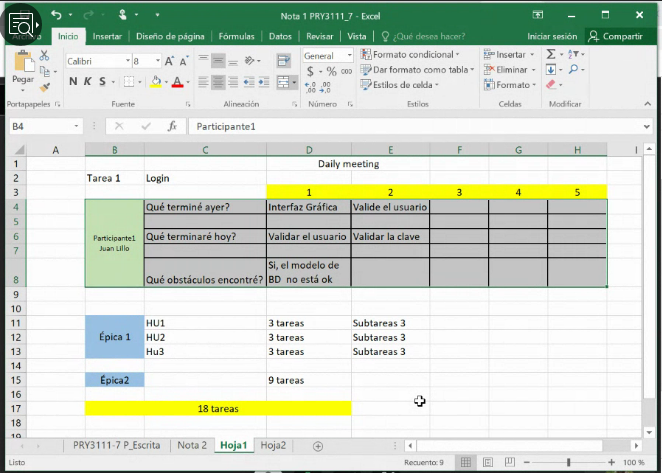 Nota 1 PRY3111_7 - Excel
Inicio Insertar Diseño de página Fórmulas Datos Revisar Vista ¿Qué desea hacer? Iniciar sesión Compartir
Pegar
Calibri 8 A A
N K S A
General
$ % 000
Formato condicional
Dar formato como tabla
Estilos de celda
Insertar
Eliminar
Formato
Portapapeles Fuente Alineación Número Estilos Celdas Modificar
B4 fx Participante1
A B C D E F G H I
1 Daily meeting
2 Tarea 1 Login
3 1 2 3 4 5
4 ¿Qué terminé ayer? Interfaz Gráfica Valide el usuario
5
6 Participante1 ¿Qué terminaré hoy? Validar el usuario Validar la clave
Juan Lillo
7
Si, el modelo de
8 ¿Qué obstáculos encontré? BD no está ok
9
10
11 HU1 3 tareas Subtareas 3
12 Épica 1 HU2 3 tareas Subtareas 3
13 Hu3 3 tareas Subtareas 3
14
15 Épica2 9 tareas
16
17 18 tareas
18
19
PRY3111-7 P_Escrita Nota 2 Hoja1 Hoja2
Listo Recuento: 9 100 %